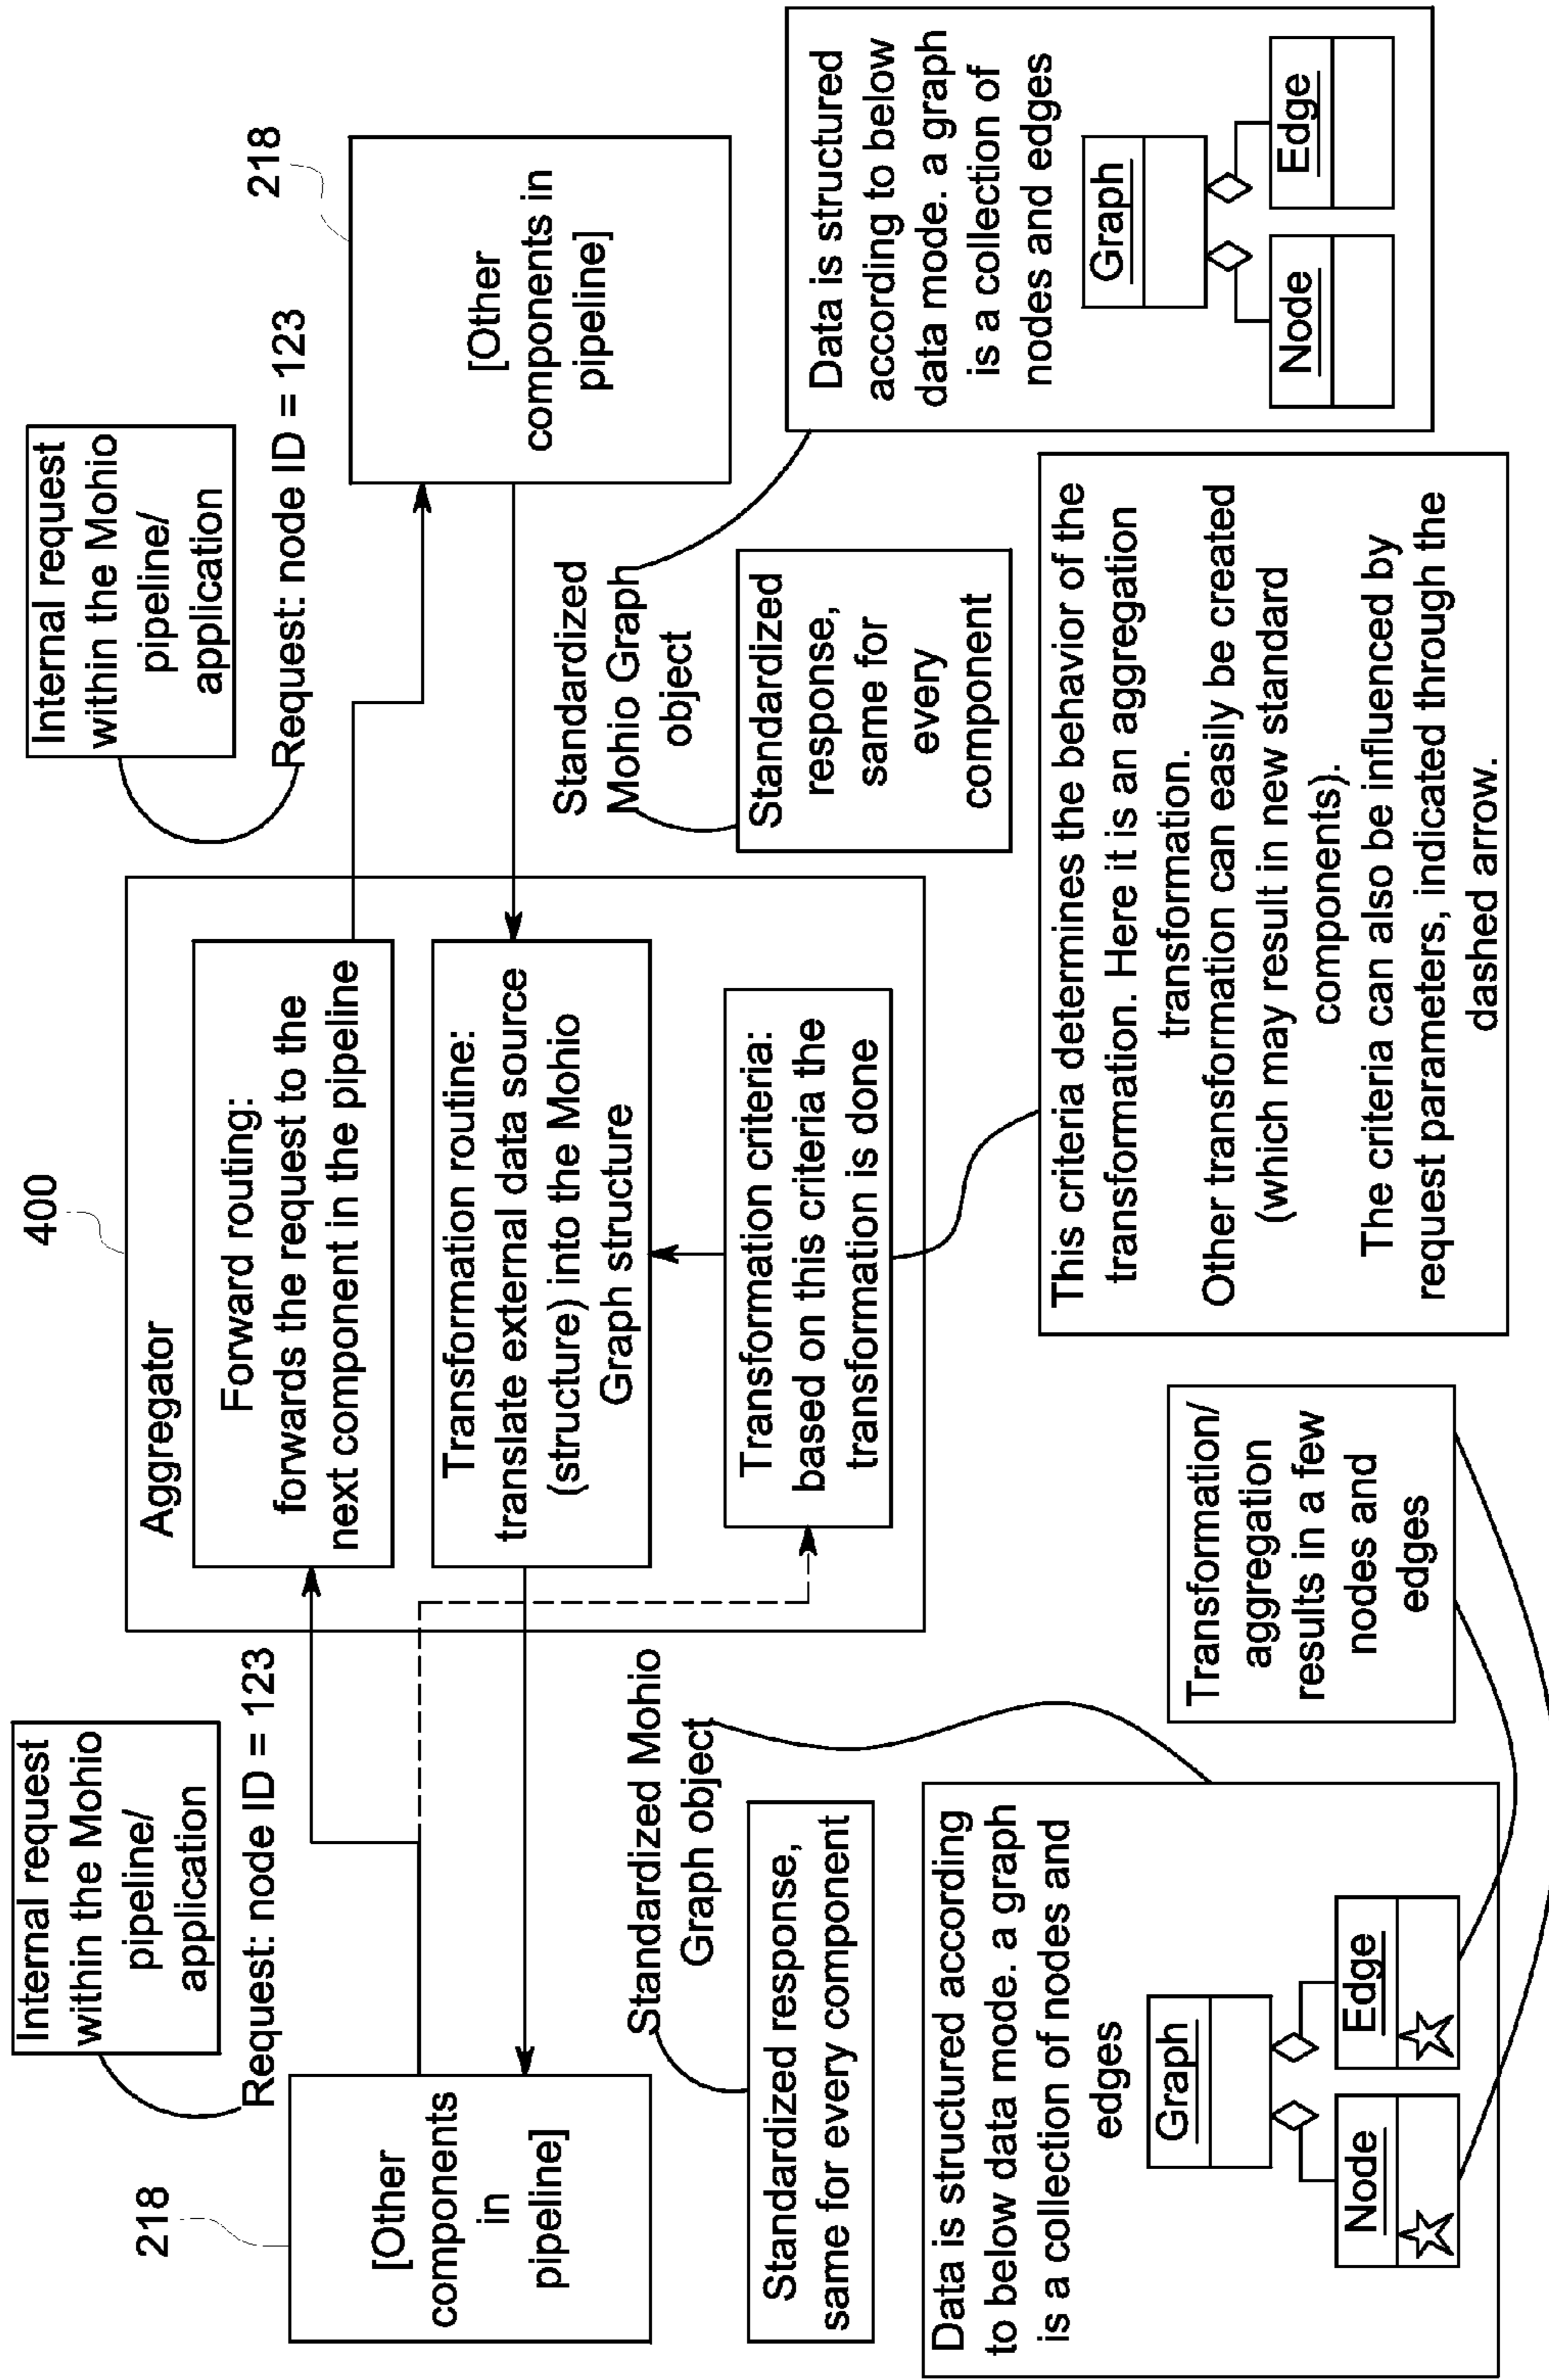 Internal request
within the Mohio
pipeline/
application
Request: node ID = 123
218
[Other
components
in
pipeline]
Standardized Mohio
Graph object
Standardized response,
same for every component
Data is structured according
to below data mode. a graph
is a collection of nodes and
edges
Graph
Node
Edge
Transformation/
aggregation
results in a few
nodes and
edges
400
Aggregator
Forward routing:
forwards the request to the
next component in the pipeline
Transformation routine:
translate external data source
(structure) into the Mohio
Graph structure
Transformation criteria:
based on this criteria the
transformation is done
This criteria determines the behavior of the
transformation. Here it is an aggregation
transformation.
Other transformation can easily be created
(which may result in new standard
components).
The criteria can also be influenced by
request parameters, indicated through the
dashed arrow.
Internal request
within the Mohio
pipeline/
application
Request: node ID = 123
218
[Other
components in
pipeline]
Standardized
Mohio Graph
object
Standardized
response,
same for
every
component
Data is structured
according to below
data mode. a graph
is a collection of
nodes and edges
Graph
Node
Edge